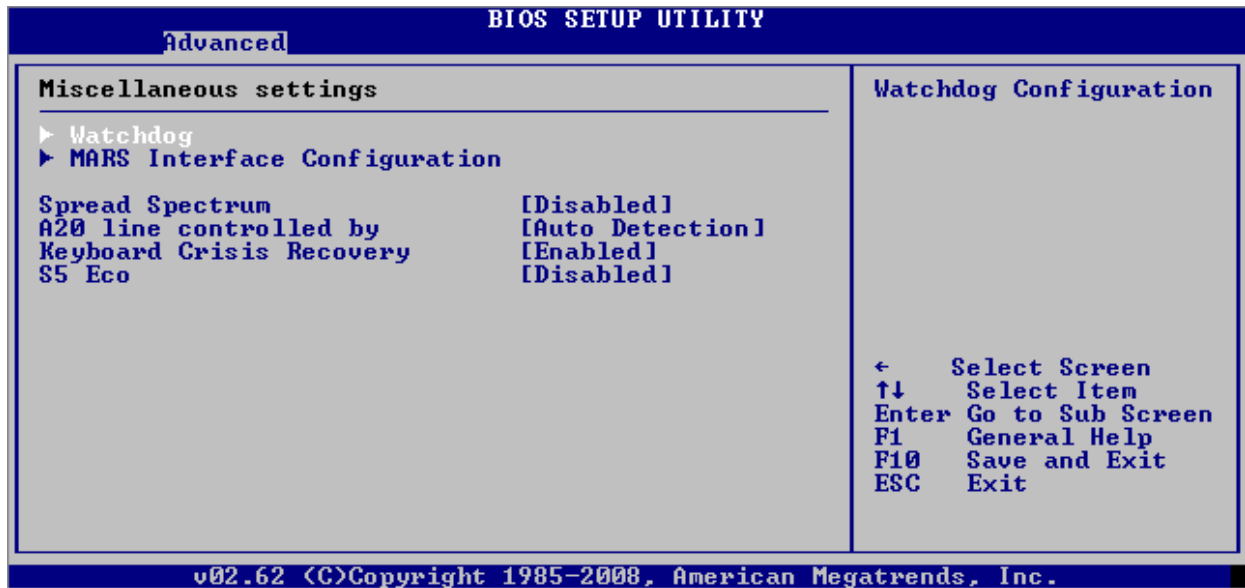 BIOS SETUP UTILITY
Advanced
Miscellaneous settings
Watchdog Configuration
▶ Watchdog
▶ MARS Interface Configuration
Spread Spectrum [Disabled]
A20 line controlled by [Auto Detection]
Keyboard Crisis Recovery [Enabled]
S5 Eco [Disabled]
← Select Screen
↑↓ Select Item
Enter Go to Sub Screen
F1 General Help
F10 Save and Exit
ESC Exit
v02.62 (C)Copyright 1985-2008, American Megatrends, Inc.